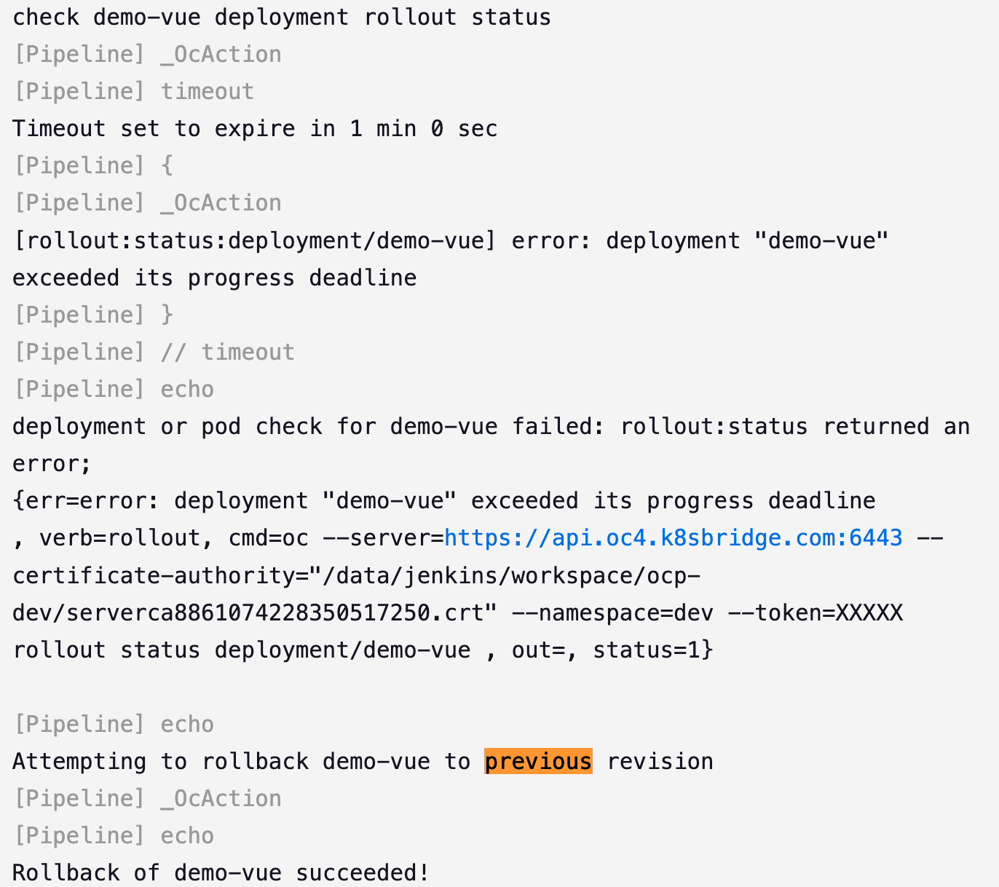 check demo-vue deployment rollout status
[Pipeline] _OcAction
[Pipeline] timeout
Timeout set to expire in 1 min 0 sec
[Pipeline] {
[Pipeline] _OcAction
[rollout:status:deployment/demo-vue] error: deployment "demo-vue"
exceeded its progress deadline
[Pipeline] }
[Pipeline] // timeout
[Pipeline] echo
deployment or pod check for demo-vue failed: rollout:status returned an
error;
{err=error: deployment "demo-vue" exceeded its progress deadline
, verb=rollout, cmd=oc --server=https://api.oc4.k8sbridge.com:6443 --
certificate-authority="/data/jenkins/workspace/ocp-
dev/serverca8861074228350517250.crt" --namespace=dev --token=XXXXX
rollout status deployment/demo-vue , out=, status=1}
[Pipeline] echo
Attempting to rollback demo-vue to previous revision
[Pipeline] _OcAction
[Pipeline] echo
Rollback of demo-vue succeeded!